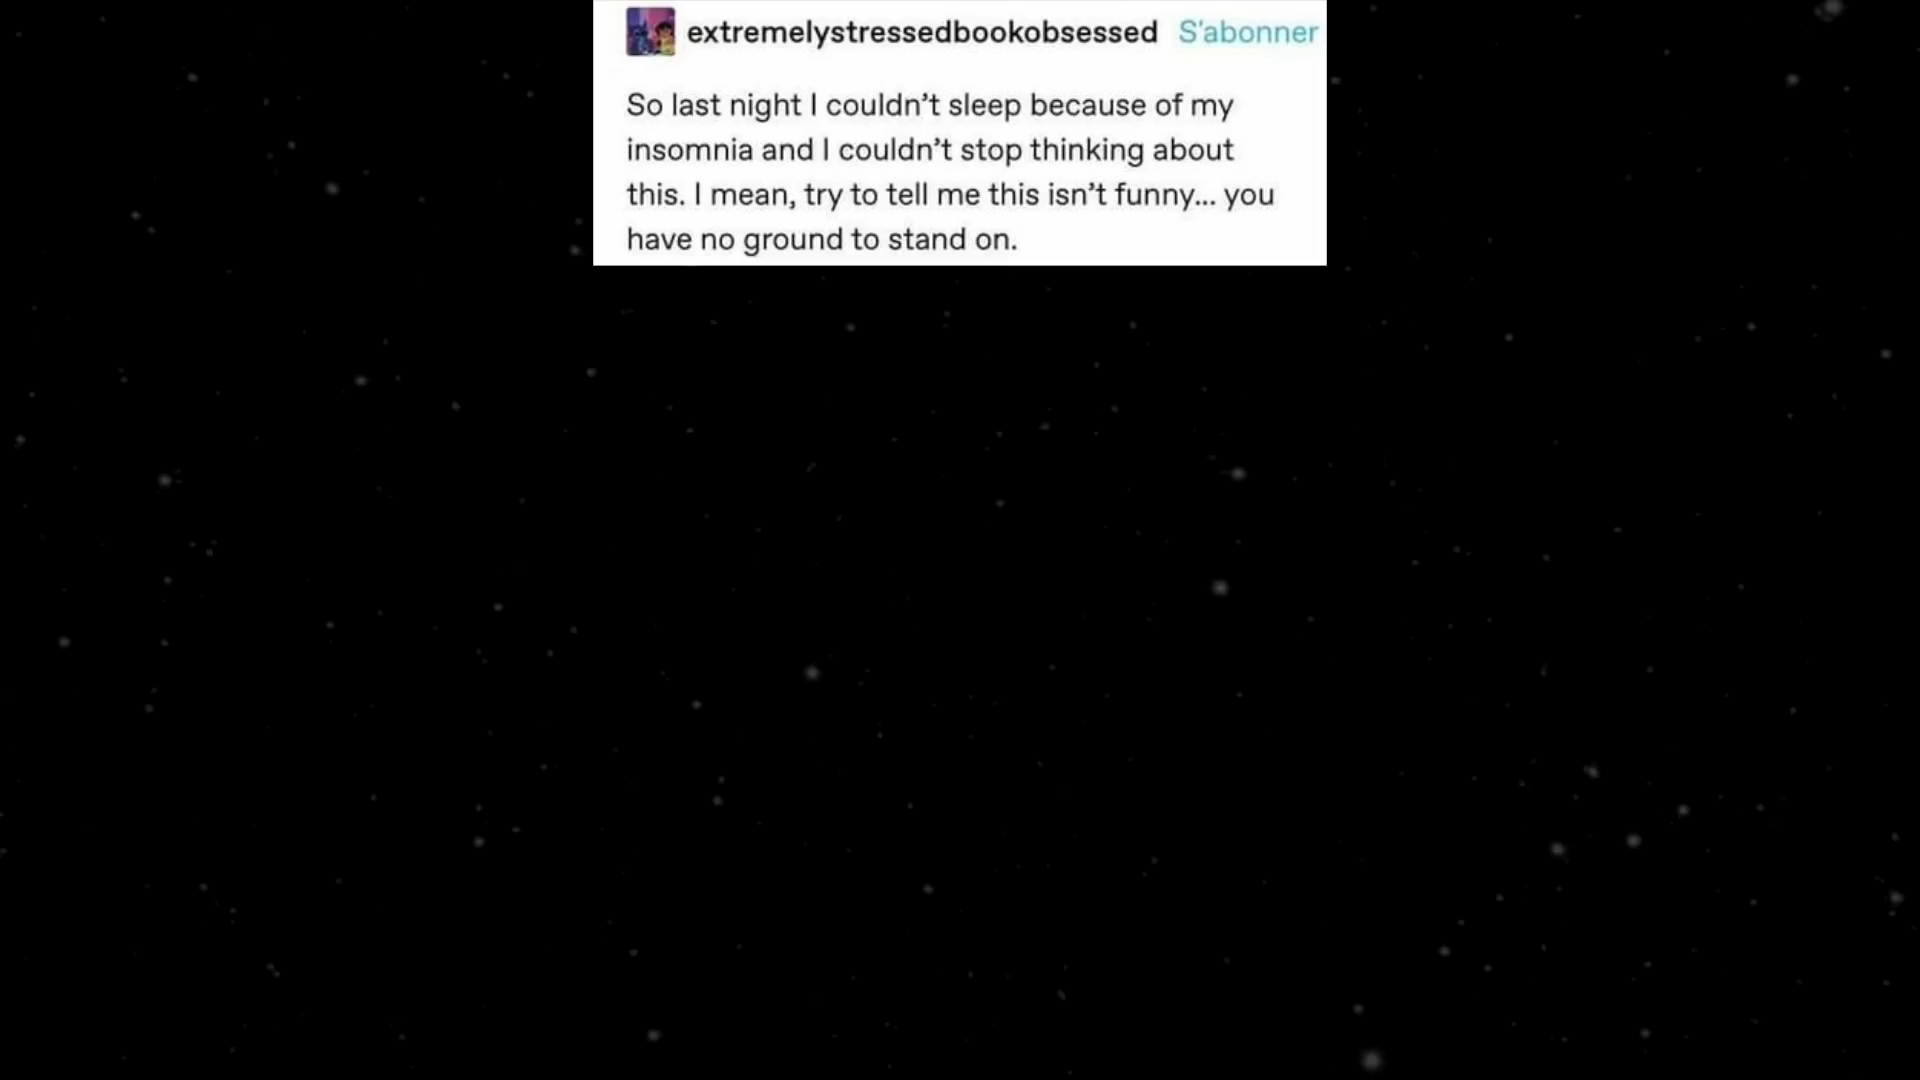 extremelystressedbookobsessed S'abonner
So last night I couldn’t sleep because of my
insomnia and I couldn’t stop thinking about
this. I mean, try to tell me this isn’t funny... you
have no ground to stand on.